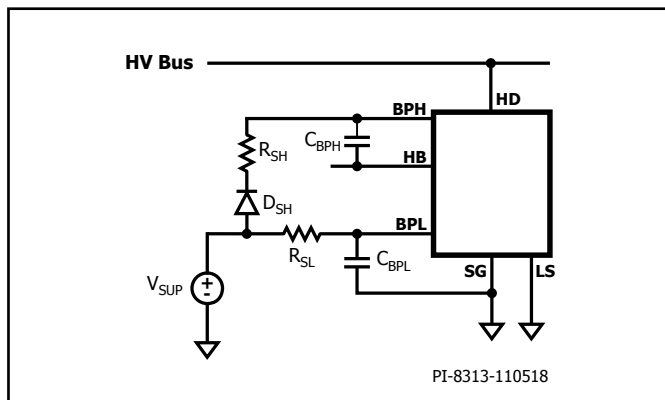 HV Bus
HD
BPH
R_SH
C_BPH
HB
D_SH
BPL
R_SL
C_BPL
V_SUP
+
-
SG
LS
PI-8313-110518